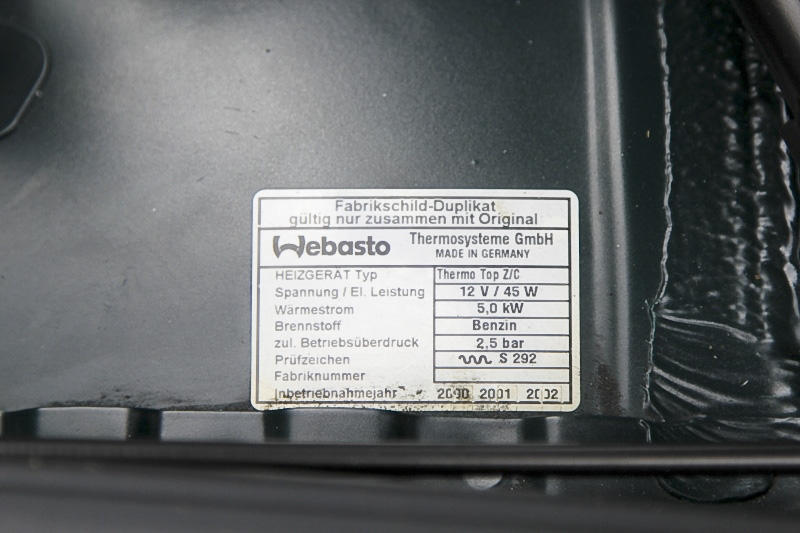 Fabrikschild-Duplikat
gültig nur zusammen mit Original
Webasto Thermosysteme GmbH
MADE IN GERMANY
HEIZGERÄT Typ Thermo Top Z/C
Spannung / El. Leistung 12 V / 45 W
Wärmestrom 5,0 kW
Brennstoff Benzin
zul. Betriebsüberdruck 2,5 bar
Prüfzeichen S 292
Fabriknummer
Inbetriebnahmejahr 2000 2001 2002